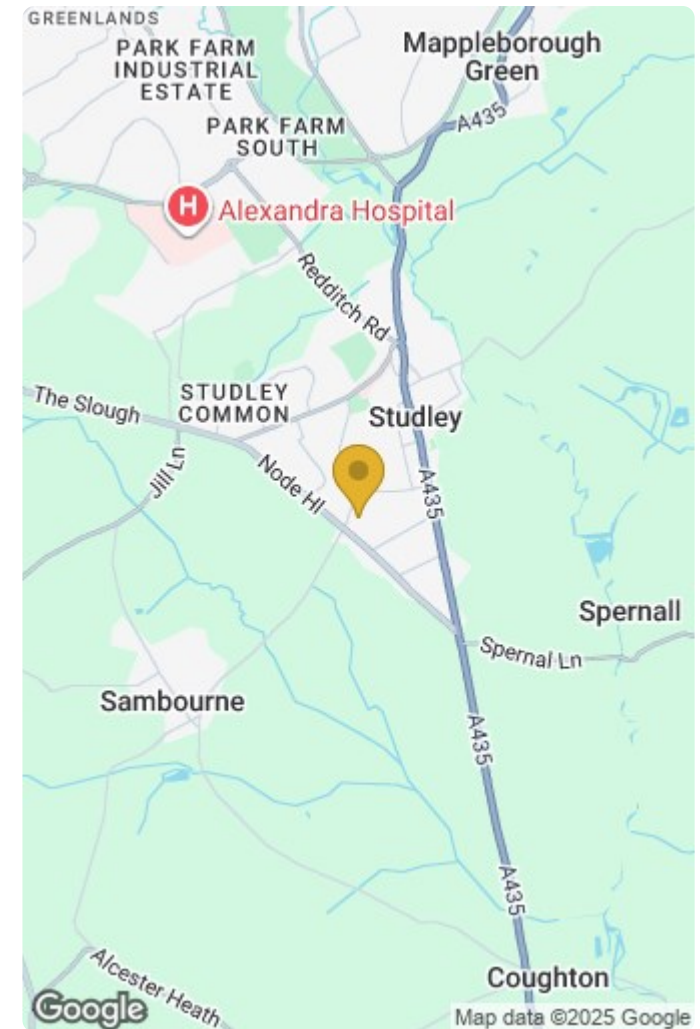 GREENLANDS
PARK FARM
INDUSTRIAL
ESTATE
Mappleborough
Green
A435
PARK FARM
SOUTH
H
Alexandra Hospital
Redditch Rd
The Slough
STUDLEY
COMMON
Studley
Jill Ln
Node Hl
A435
Spernall
Spernal Ln
Sambourne
A435
A435
Alcester Heath
Coughton
Google
Map data ©2025 Google